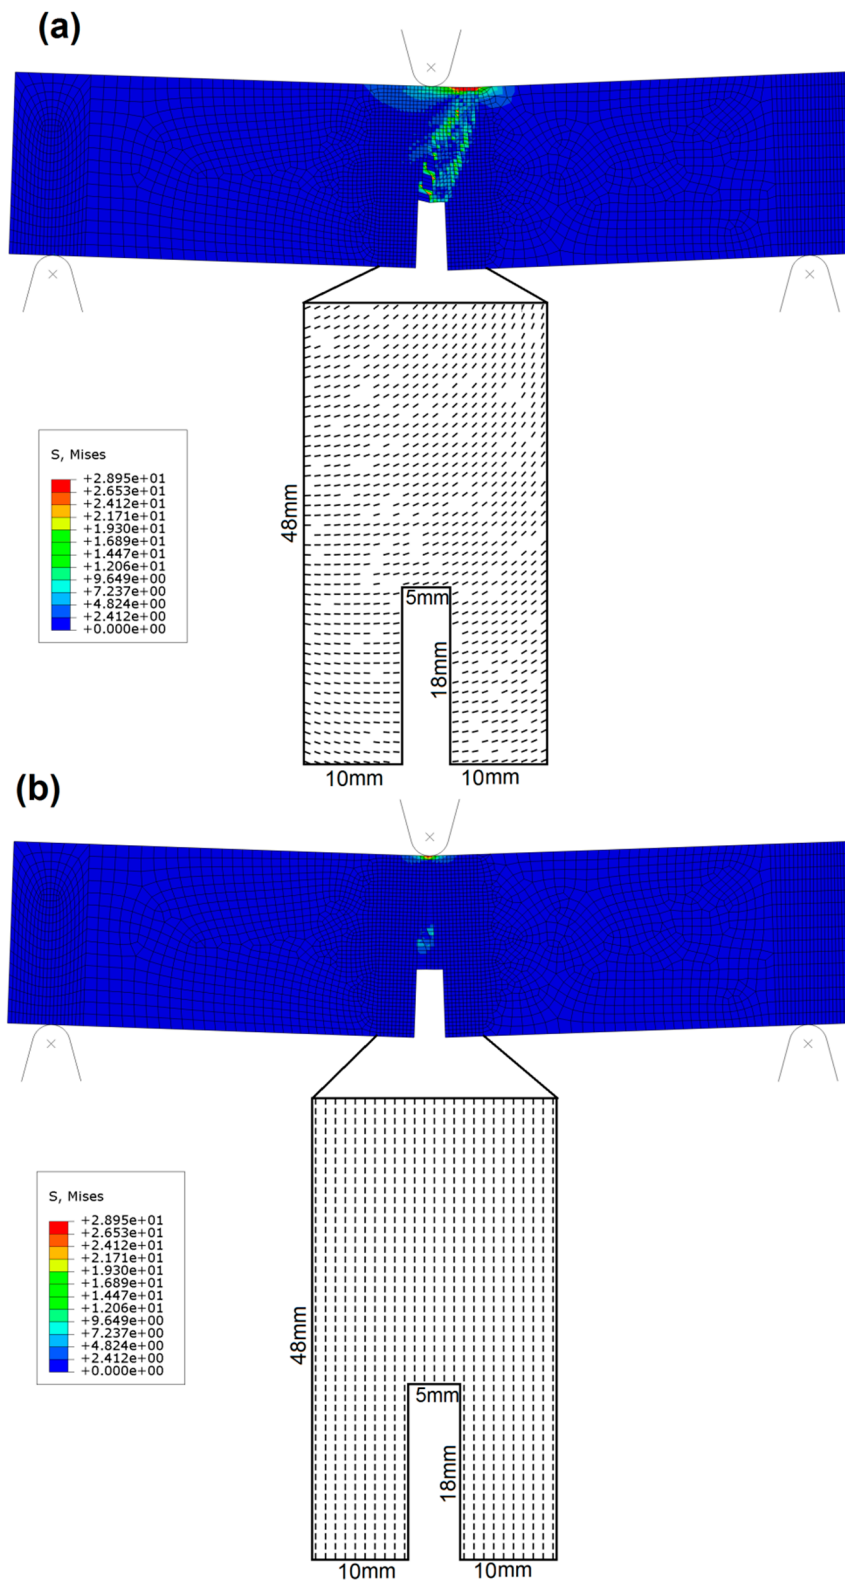 (a)
S, Mises
+2.895e+01
+2.653e+01
+2.412e+01
+2.171e+01
+1.930e+01
+1.689e+01
+1.447e+01
+1.206e+01
+9.649e+00
+7.237e+00
+4.824e+00
+2.412e+00
+0.000e+00
48mm
5mm
18mm
10mm
10mm
(b)
S, Mises
+2.895e+01
+2.653e+01
+2.412e+01
+2.171e+01
+1.930e+01
+1.689e+01
+1.447e+01
+1.206e+01
+9.649e+00
+7.237e+00
+4.824e+00
+2.412e+00
+0.000e+00
48mm
5mm
18mm
10mm
10mm